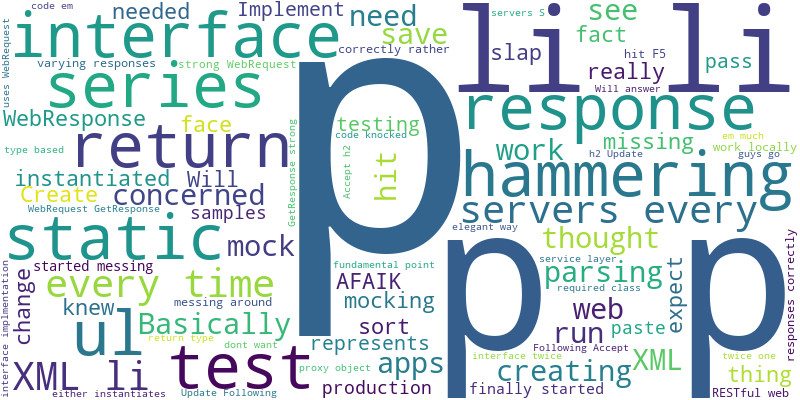 code em
needed
Implement
need
save
see
servers S
li li
interface
uses WebRequest
varying responses
strong WebRequest
correctly rather
slap
fact
hit F5
really
pass
series
Will answer
p
response
WebResponse
face
testing
GetResponse strong
code knocked
Accept h2
hit
return
work
missing
em much
work locally
type based
h2 Update
guys go
instantiated
Will
hammering
Create
concerned
servers every
WebRequest GetResponse
samples
static
mock
elegant way
thought
p p
service layer
started messing
fundamental point
required class
parsing
expect
interface implmentation
change
every time
messing around
AFAIK
mocking
web
knew
ul
Basically
sort
run
paste
responses correctly
return type
represents
dont want
Following Accept
interface twice
twice one
XML li
test
proxy object
apps
creating
XML
thing
either instantiates
Update Following
production
finally started
RESTful web